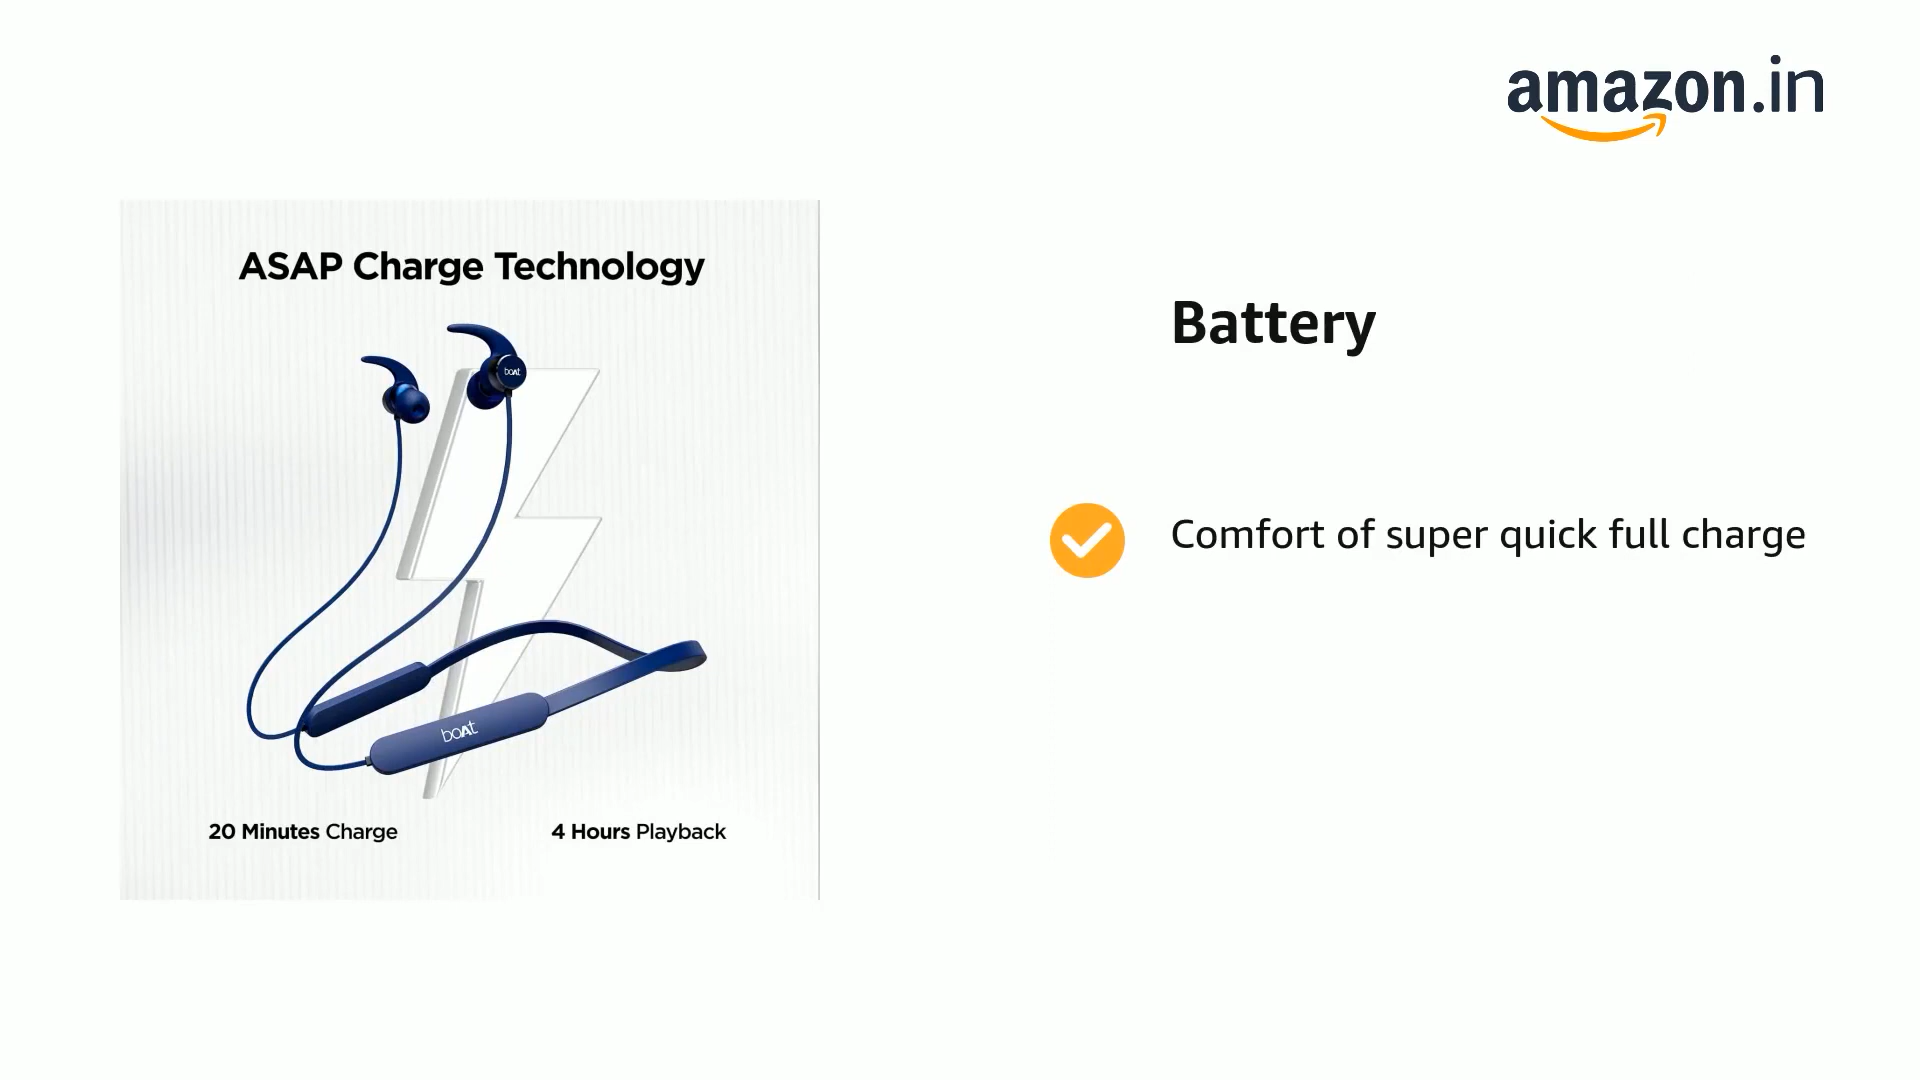 amazon.in
ASAP Charge Technology
boAt
boAt
20 Minutes Charge
4 Hours Playback
Battery
Comfort of super quick full charge